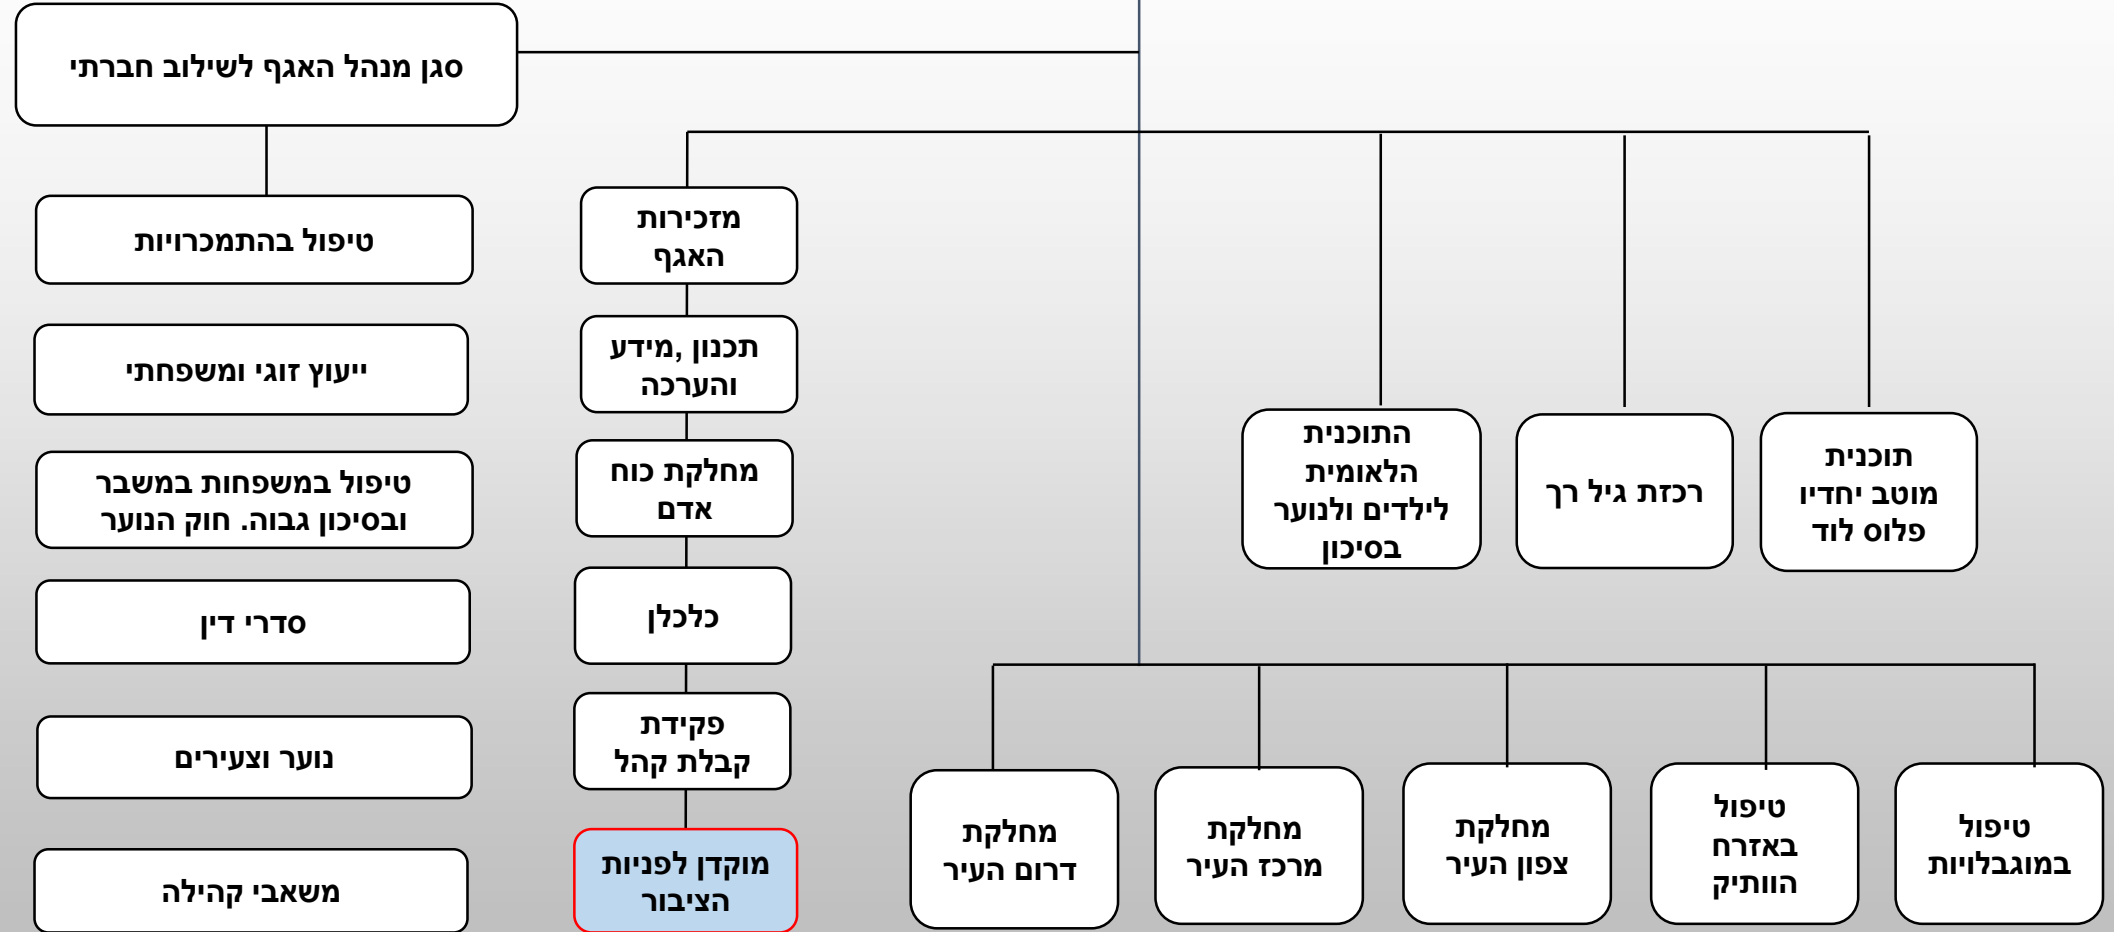 סגן מנהל האגף לשילוב חברתי
טיפול בהתמכרויות
ייעוץ זוגי ומשפחתי
טיפול במשפחות במשבר
ובסיכון גבוה. חוק הנוער
סדרי דין
נוער וצעירים
משאבי קהילה
מזכירות
האגף
תכנון ,מידע
והערכה
מחלקת כוח
אדם
כלכלן
פקידת
קבלת קהל
מוקדן לפניות
הציבור
תוכנית
מוטב יחדיו
פלוס לוד
רכזת גיל רך
התוכנית
הלאומית
לילדים ולנוער
בסיכון
טיפול
במוגבלויות
טיפול
באזרח
הוותיק
מחלקת
צפון העיר
מחלקת
מרכז העיר
מחלקת
דרום העיר